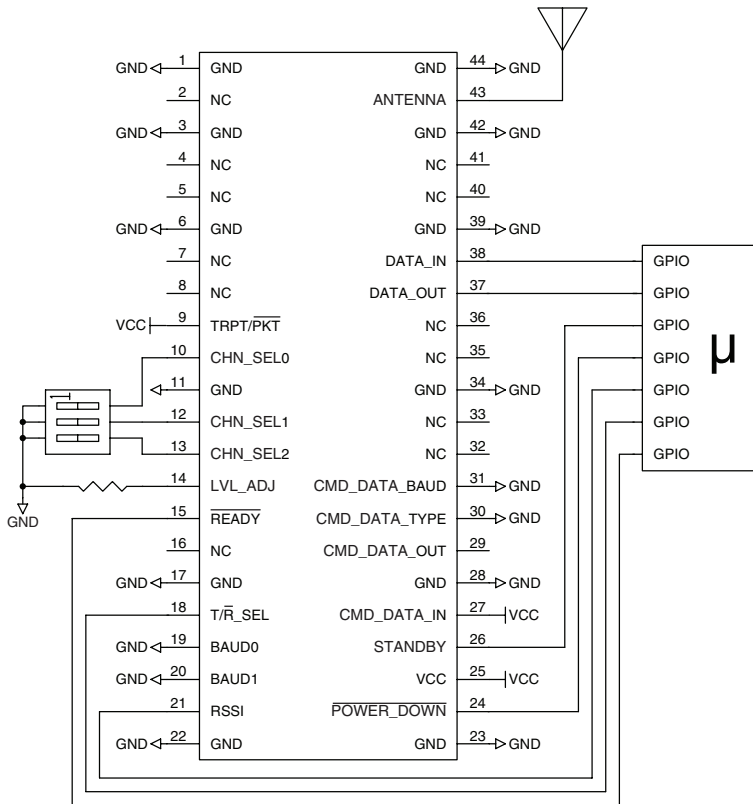 GND 1 GND
2 NC
GND 3 GND
4 NC
5 NC
GND 6 GND
7 NC
8 NC
VCC 9 TRPT/PKT
10 CHN_SEL0
11 GND
12 CHN_SEL1
13 CHN_SEL2
14 LVL_ADJ
GND
15 READY
16 NC
GND 17 GND
18 T/R_SEL
GND 19 BAUD0
GND 20 BAUD1
21 RSSI
GND 22 GND
1
GND 44 GND
ANTENNA 43
GND 42 GND
NC 41
NC 40
GND 39 GND
DATA_IN 38
DATA_OUT 37
NC 36
NC 35
GND 34 GND
NC 33
NC 32
CMD_DATA_BAUD 31 GND
CMD_DATA_TYPE 30 GND
CMD_DATA_OUT 29
GND 28 GND
CMD_DATA_IN 27 VCC
STANDBY 26
VCC 25 VCC
POWER_DOWN 24
GND 23 GND
GPIO
GPIO
GPIO
GPIO
GPIO
GPIO
GPIO
μ